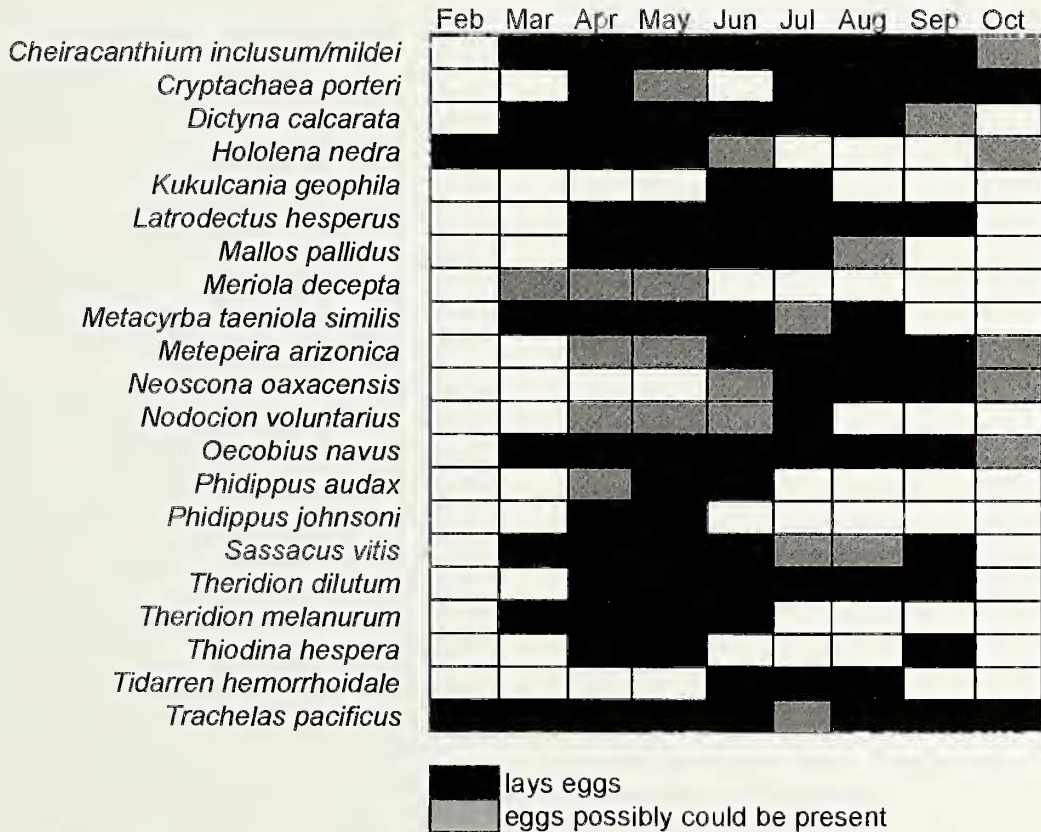 Feb Mar Apr May Jun Jul Aug Sep Oct
Cheiracanthium inclusum/mildei
Cryptachaea porteri
Dictyna calcarata
Hololena nedra
Kukulcania geophila
Latrodectus hesperus
Mallos pallidus
Meriola decepta
Metacyrba taeniola similis
Metepeira arizonica
Neoscona oaxacensis
Nodocion voluntarius
Oecobius navus
Phidippus audax
Phidippus johnsoni
Sassacus vitis
Theridion dilutum
Theridion melanurum
Thiodina hespera
Tidarren hemorrhoidale
Trachelas pacificus
lays eggs
eggs possibly could be present